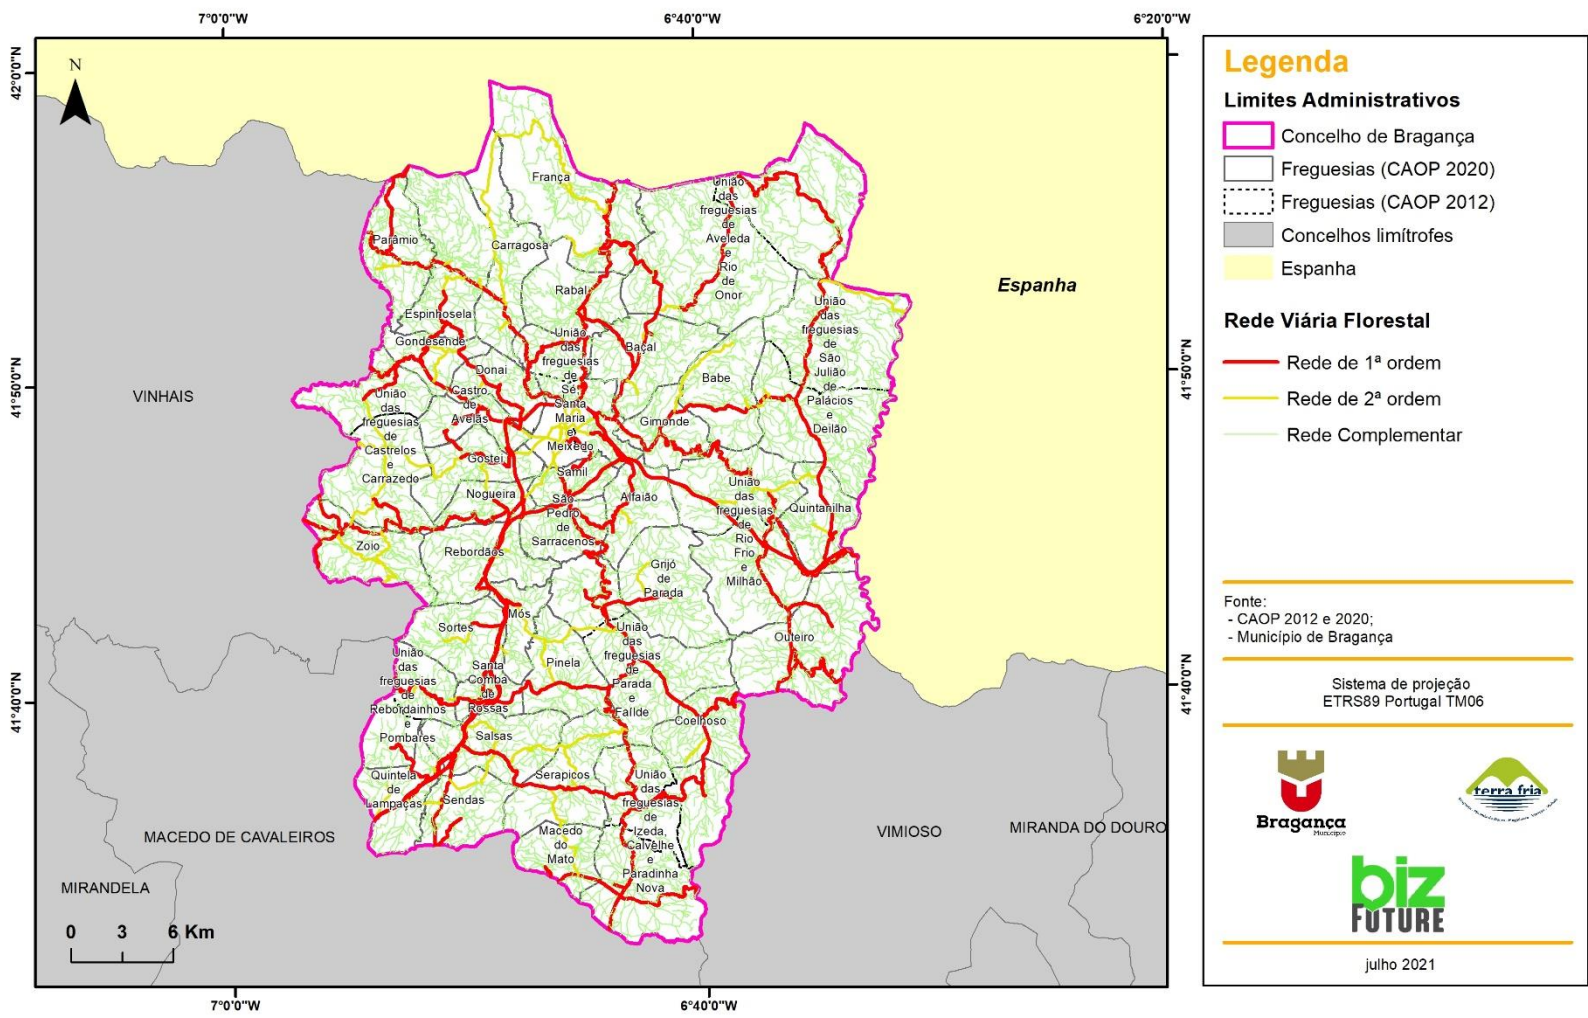 7°0'0"W
6°40'0"W
6°20'0"W
42°0'0"N
41°50'0"N
41°40'0"N
41°50'0"N
41°40'0"N
7°0'0"W
6°40'0"W
N
França
Parâmio
Carragosa
União
das
freguesias
de
Aveleda
e
Rio
de
Onor
Rabal
Espinhosela
Gondesende
União
das
freguesias
de
Sé,
Santa
Maria
e
Meixedo
Baçal
União
das
freguesias
de
São
Julião
de
Palácios
e
Deilão
Donai
Babe
Castro
de
Avelãs
União
das
freguesias
de
Castrelos
e
Carrazedo
Gimonde
Gostei
Samil
Nogueira
São
Pedro
de
Sarracenos
Alfaião
União
das
freguesias
de
Rio
Frio
e
Milhão
Quintanilha
Zoio
Rebordãos
Grijó
de
Parada
Mós
Sortes
União
das
freguesias
de
Parada
e
Faílde
Outeiro
União
das
freguesias
de
Rebordainhos
e
Pombares
Santa
Comba
de
Rossas
Pinela
Coelhoso
Salsas
Quintela
de
Lampaças
Sendas
Serapicos
União
das
freguesias
de
Izeda,
Calvelhe
e
Paradinha
Nova
Macedo
do
Mato
Espanha
VINHAIS
MACEDO DE CAVALEIROS
MIRANDELA
VIMIOSO
MIRANDA DO DOURO
0 3 6 Km
Legenda
Limites Administrativos
Concelho de Bragança
Freguesias (CAOP 2020)
Freguesias (CAOP 2012)
Concelhos limítrofes
Espanha
Rede Viária Florestal
Rede de 1ª ordem
Rede de 2ª ordem
Rede Complementar
Fonte:
- CAOP 2012 e 2020;
- Município de Bragança
Sistema de projeção
ETRS89 Portugal TM06
Bragança
Município
terra fria
biz
FUTURE
julho 2021